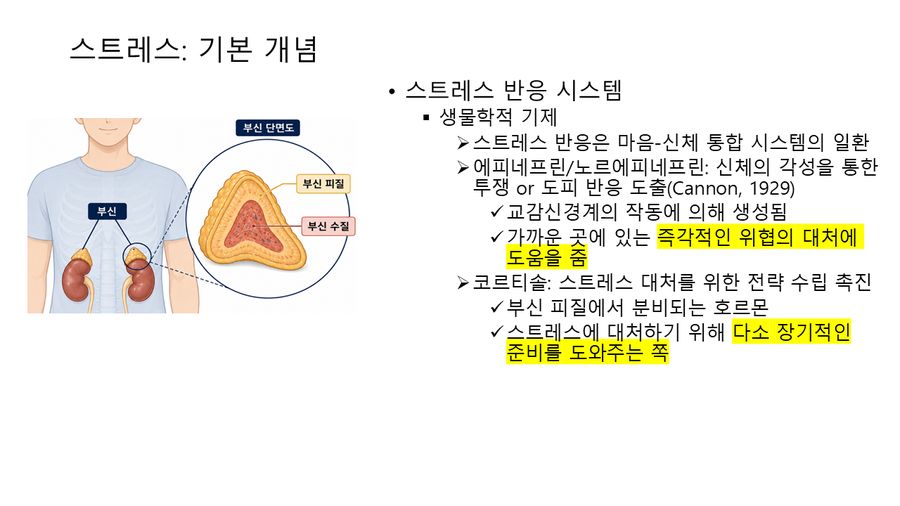 스트레스: 기본 개념
부신 단면도
부신 피질
부신
부신 수질
• 스트레스 반응 시스템
▪ 생물학적 기제
➢스트레스 반응은 마음-신체 통합 시스템의 일환
➢에피네프린/노르에피네프린: 신체의 각성을 통한
투쟁 or 도피 반응 도출(Cannon, 1929)
✓교감신경계의 작동에 의해 생성됨
✓가까운 곳에 있는 즉각적인 위협의 대처에
도움을 줌
➢코르티솔: 스트레스 대처를 위한 전략 수립 촉진
✓부신 피질에서 분비되는 호르몬
✓스트레스에 대처하기 위해 다소 장기적인
준비를 도와주는 쪽